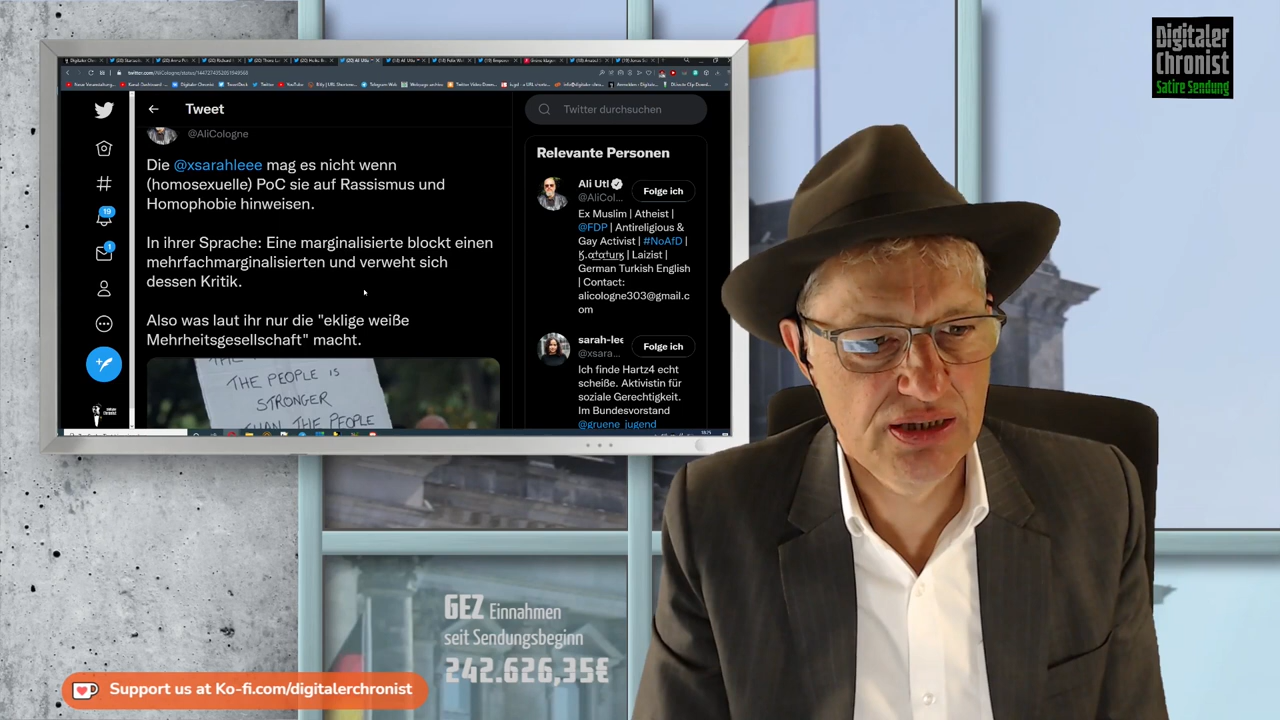 Digitaler
Chronist
Satire Sendung
Tweet
Twitter durchsuchen
@AliCologne
Die @xsarahleee mag es nicht wenn
(homosexuelle) PoC sie auf Rassismus und
Homophobie hinweisen.
In ihrer Sprache: Eine marginalisierte blockt einen
mehrfachmarginalisierten und verweht sich
dessen Kritik.
Also was laut ihr nur die "eklige weiße
Mehrheitsgesellschaft" macht.
THE PEOPLE IS
STRONGER
THAN THE PEOPLE
19
1
Relevante Personen
Ali Utl
@AliCol...
Folge ich
Ex Muslim | Atheist |
@FDP | Antireligious &
Gay Activist | #NoAfD |
| Laizist |
German Turkish English
| Contact:
alicologne303@gmail.c
om
sarah-lee
@xsara...
Folge ich
Ich finde Hartz4 echt
scheiße. Aktivistin für
soziale Gerechtigkeit.
Im Bundesvorstand
@gruene_jugend
GEZ Einnahmen
seit Sendungsbeginn
242.626,35€
Support us at Ko-fi.com/digitalerchronist